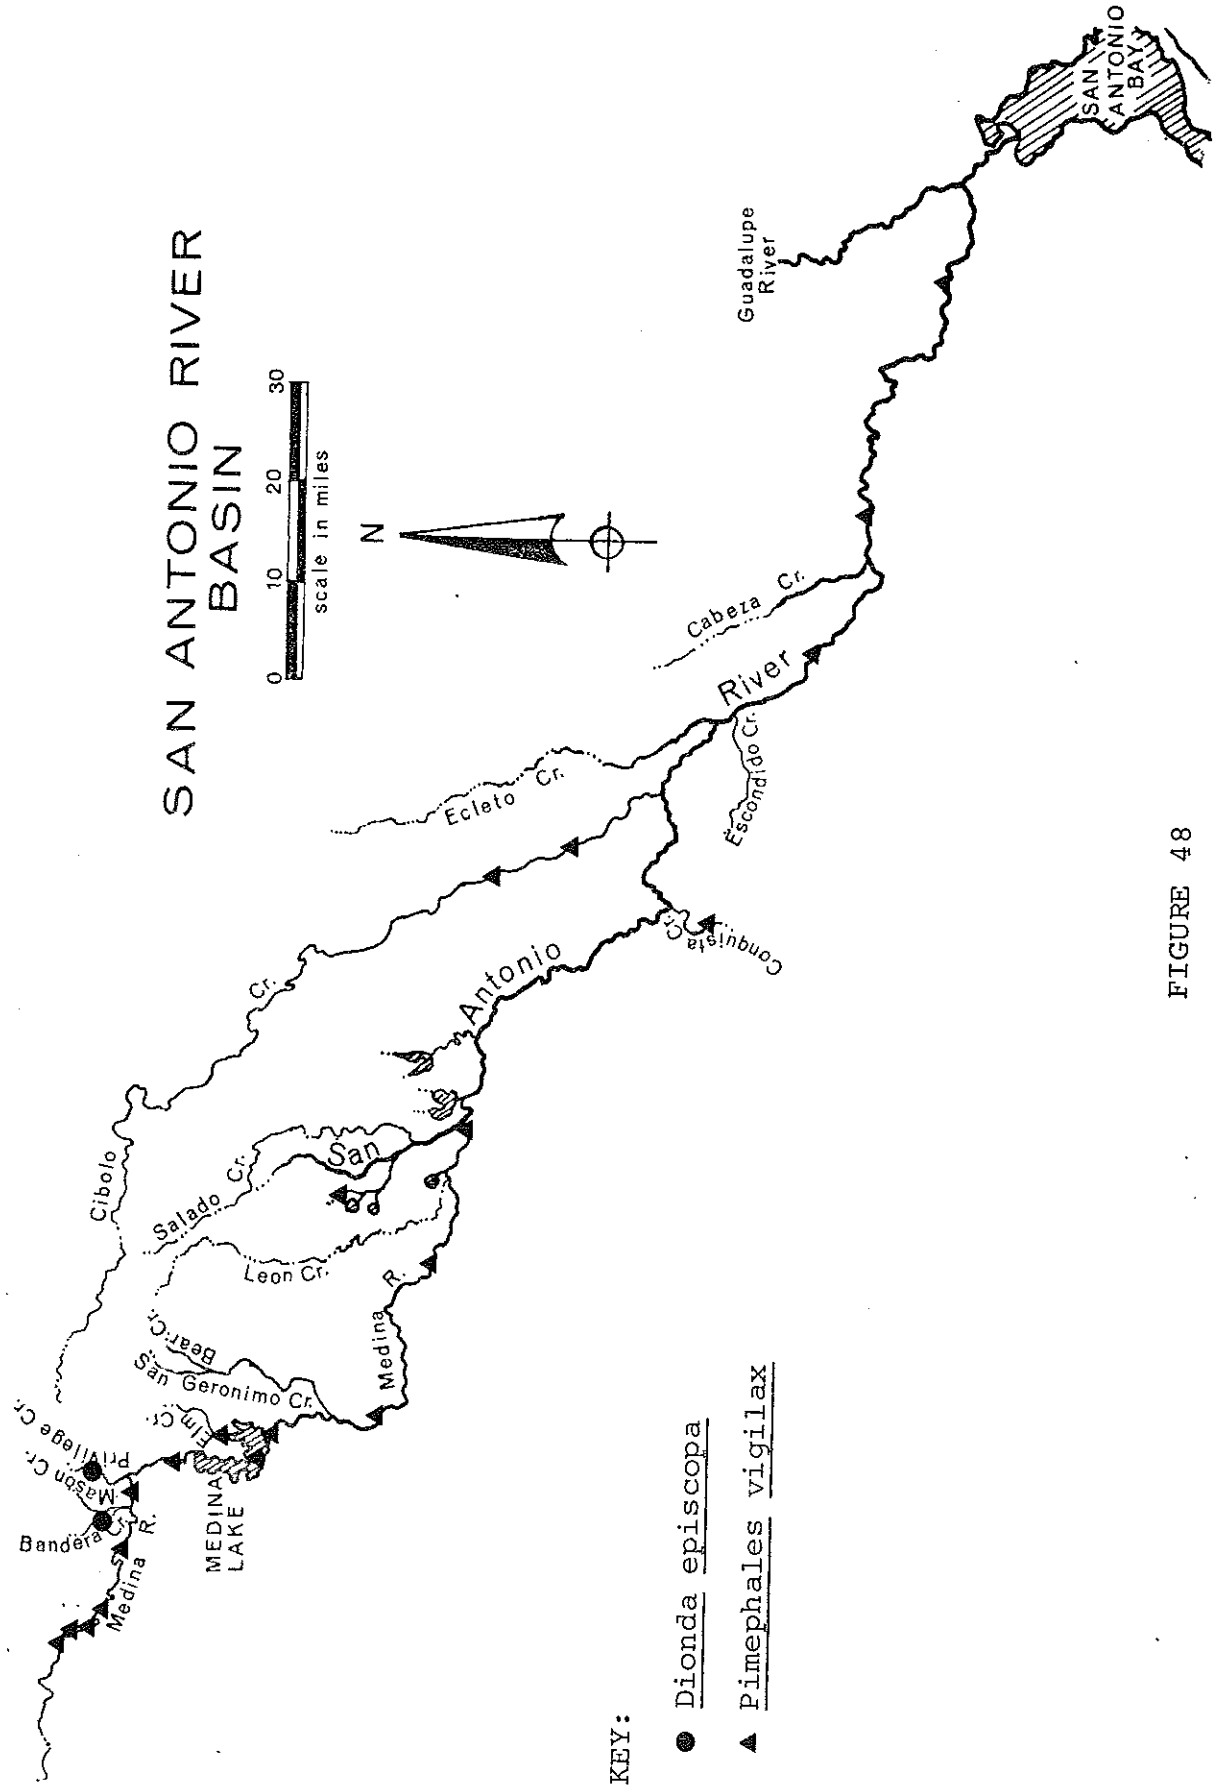 SAN ANTONIO RIVER
BASIN
0 10 20 30
scale in miles
N
Bandera Cr.
Mason Cr.
Privilege Cr.
Medina R.
MEDINA
LAKE
Elm Cr.
San Geronimo Cr.
Bear Cr.
Leon Cr.
Medina R.
Salado Cr.
Cibolo Cr.
San Antonio River
Ecleto Cr.
Conquista Cr.
Escondido Cr.
Cabeza Cr.
Guadalupe
River
SAN
ANTONIO
BAY
KEY:
Dionda episcopa
Pimephales vigilax
FIGURE 48